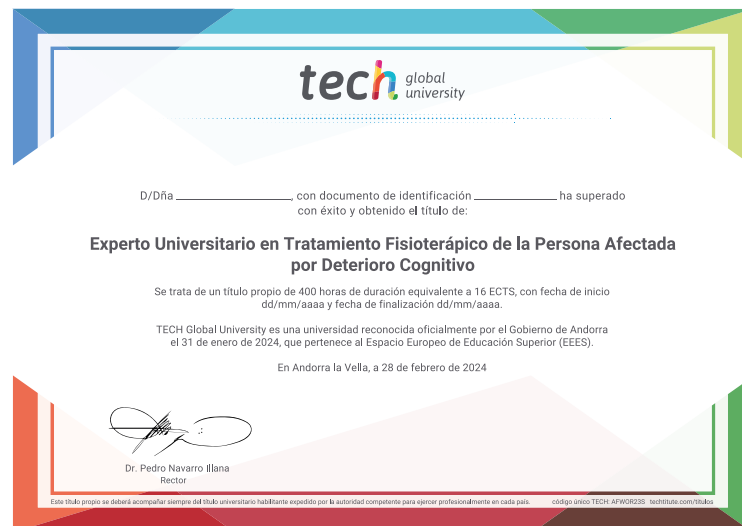 tech global university
D/Dña ____________________, con documento de identificación ______________ ha superado
con éxito y obtenido el título de:
Experto Universitario en Tratamiento Fisioterápico de la Persona Afectada
por Deterioro Cognitivo
Se trata de un título propio de 400 horas de duración equivalente a 16 ECTS, con fecha de inicio
dd/mm/aaaa y fecha de finalización dd/mm/aaaa.
TECH Global University es una universidad reconocida oficialmente por el Gobierno de Andorra
el 31 de enero de 2024, que pertenece al Espacio Europeo de Educación Superior (EEES).
En Andorra la Vella, a 28 de febrero de 2024
Dr. Pedro Navarro Illana
Rector
Este título propio se deberá acompañar siempre del título universitario habilitante expedido por la autoridad competente para ejercer profesionalmente en cada país. código único TECH: AFWOR23S techtitute.com/titulos